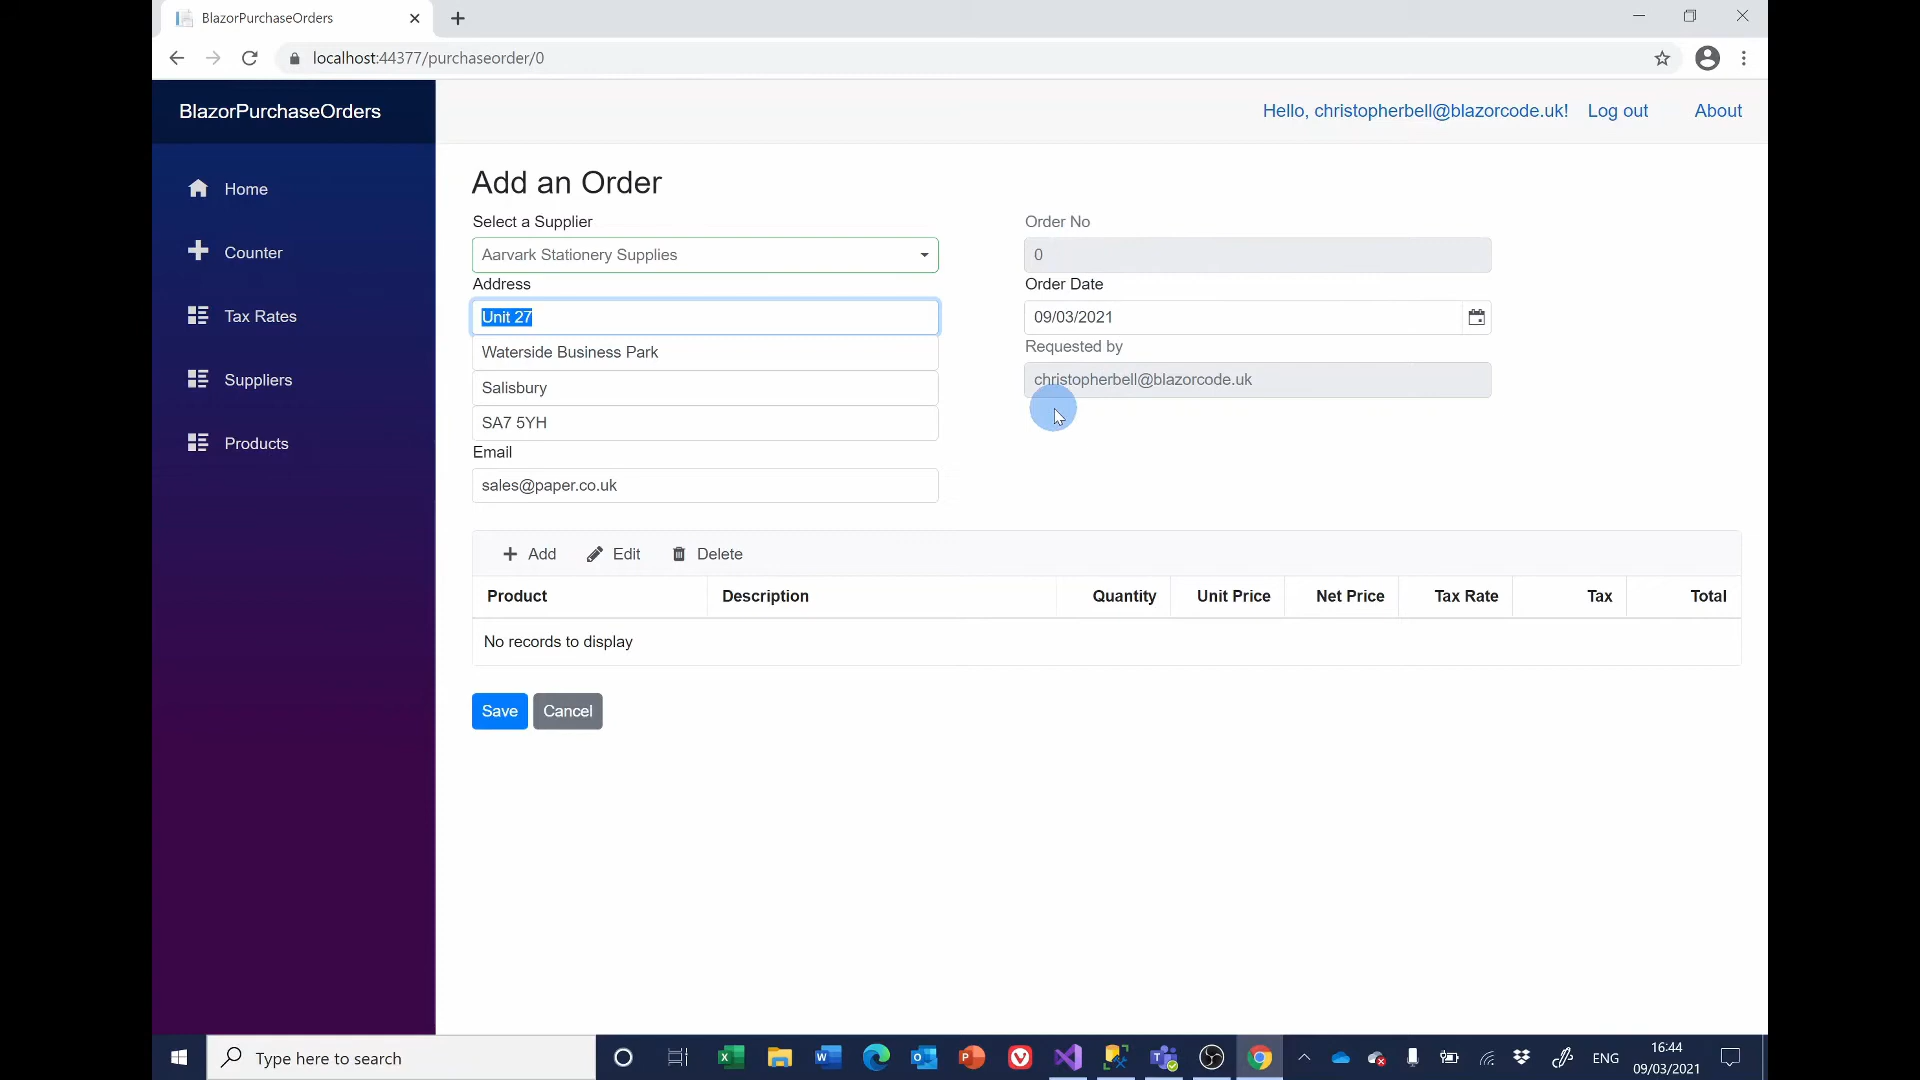 BlazorPurchaseOrders
localhost:44377/purchaseorder/0
BlazorPurchaseOrders
Hello, christopherbell@blazorcode.uk! Log out About
Home
Counter
Tax Rates
Suppliers
Products
Add an Order
Select a Supplier
Aarvark Stationery Supplies
Address
Unit 27
Waterside Business Park
Salisbury
SA7 5YH
Email
sales@paper.co.uk
Order No
0
Order Date
09/03/2021
Requested by
christopherbell@blazorcode.uk
Add Edit Delete
Product Description Quantity Unit Price Net Price Tax Rate Tax Total
No records to display
Save Cancel
Type here to search
ENG
16:44
09/03/2021